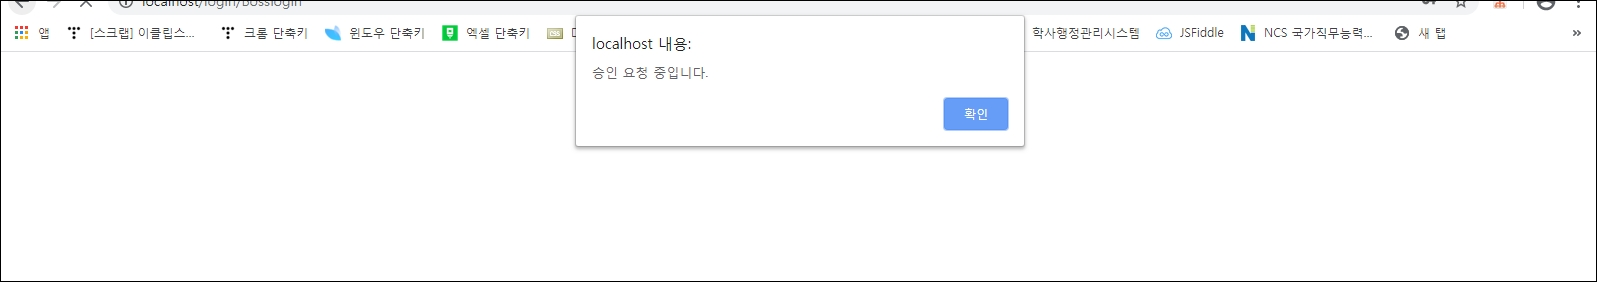 localhost/login/bosslogin
앱
[스크랩] 이클립스...
크롬 단축키
윈도우 단축키
엑셀 단축키
CSS
학사행정관리시스템
JSFiddle
NCS 국가직무능력...
새 탭
»
localhost 내용:
승인 요청 중입니다.
확인